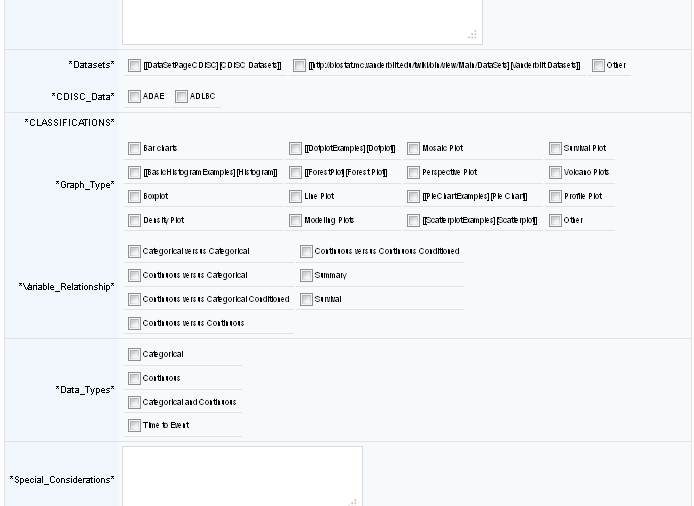 *Datasets* [[DataSetPageCDISC][CDISC Datasets]] [[http://biostat.mc.vanderbilt.edu/twiki/bin/view/Main/DataSets][Vanderbilt Datasets]] Other
*CDISC_Data* ADAE ADLBC
*CLASSIFICATIONS*
Bar charts [[DotplotExamples][Dotplot]] Mosaic Plot Survival Plot
[[BasicHistogramExamples][Histogram]] [[ForestPlot][Forest Plot]] Perspective Plot Volcano Plots
*Graph_Type*
Boxplot Line Plot [[PieChartExamples][Pie Chart]] Profile Plot
Density Plot Modeling Plots [[ScatterplotExamples][Scatterplot]] Other
Categorical versus Categorical Continuous versus Continuous Conditioned
Continuous versus Categorical Summary
*Variable_Relationship*
Continuous versus Categorical Conditioned Survival
Continuous versus Continuous
Categorical
Continuous
*Data_Types*
Categorical and Continuous
Time to Event
*Special_Considerations*